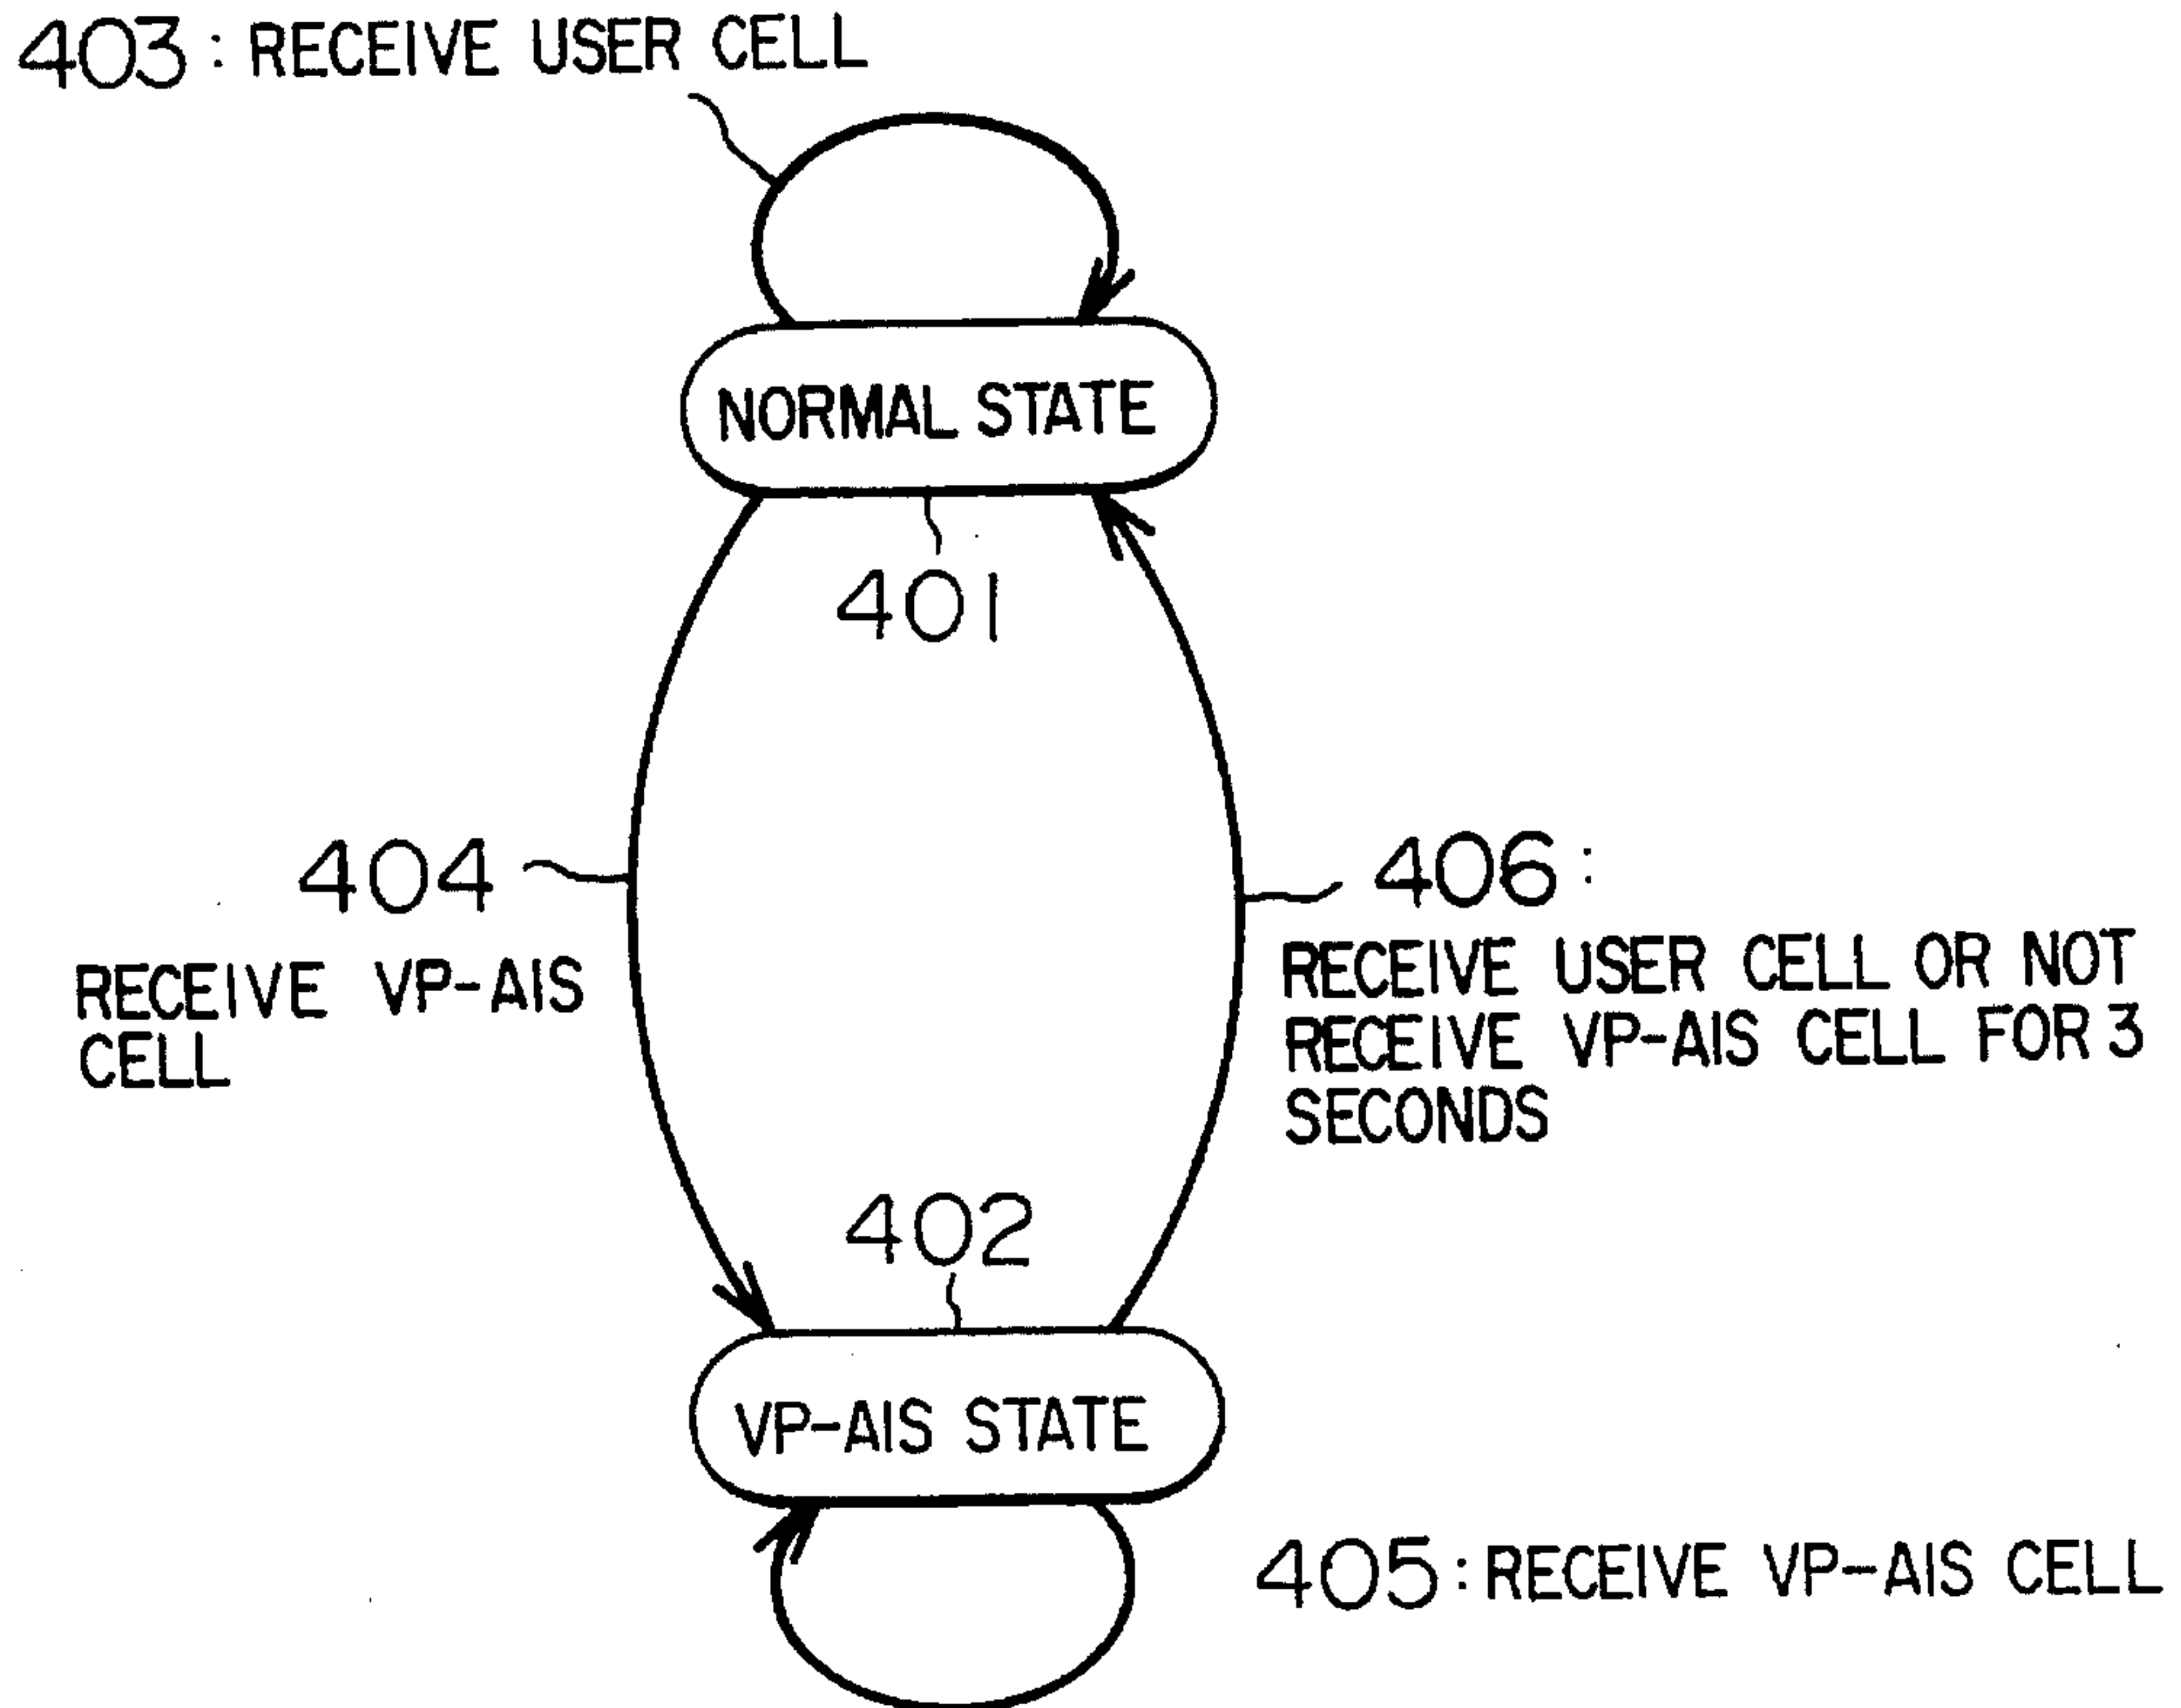 403: RECEIVE USER CELL
NORMAL STATE
401
404
RECEIVE VP-AIS
CELL
406:
RECEIVE USER CELL OR NOT
RECEIVE VP-AIS CELL FOR 3
SECONDS
402
VP-AIS STATE
405: RECEIVE VP-AIS CELL